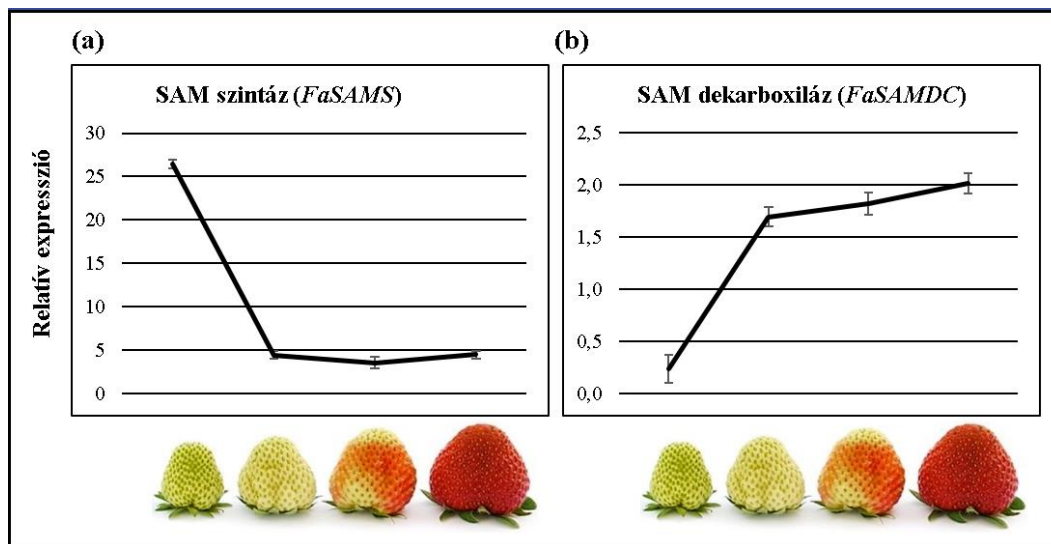 (a)
SAM szintáz (FaSAMS)
Relatív expresszió
30
25
20
15
10
5
0
(b)
SAM dekarboxiláz (FaSAMDC)
2,5
2,0
1,5
1,0
0,5
0,0